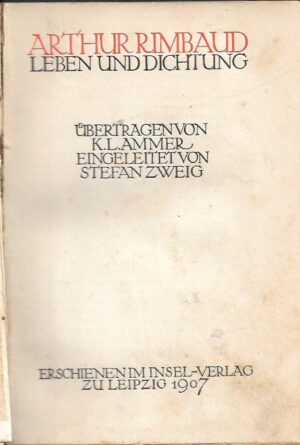 ARTHUR RIMBAUD
LEBEN UND DICHTUNG
ÜBERTRAGEN VON
K.L.AMMER
EINGELEITET VON
STEFAN ZWEIG
ERSCHIENEN IM INSEL-VERLAG
ZU LEIPZIG 1907